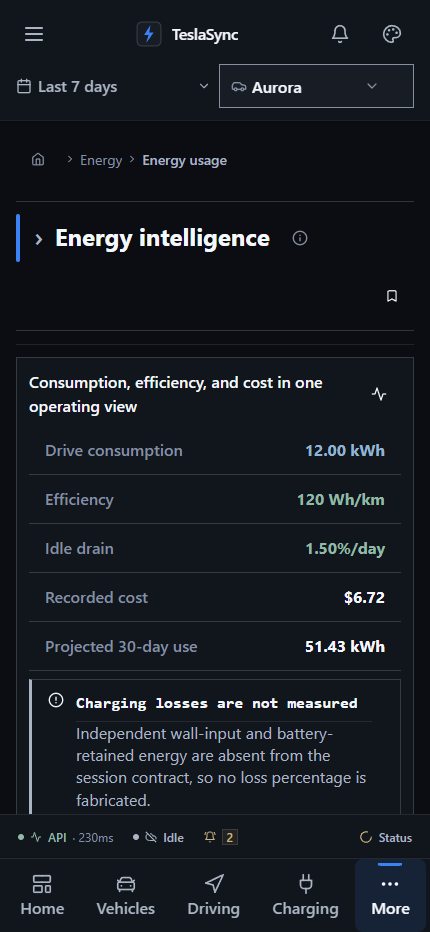 TeslaSync
Last 7 days
Aurora
Energy
Energy usage
Energy intelligence
Consumption, efficiency, and cost in one
operating view
Drive consumption 12.00 kWh
Efficiency 120 Wh/km
Idle drain 1.50%/day
Recorded cost $6.72
Projected 30-day use 51.43 kWh
Charging losses are not measured
Independent wall-input and battery-
retained energy are absent from the
session contract, so no loss percentage is
fabricated.
API · 230ms Idle 2 Status
Home Vehicles Driving Charging More